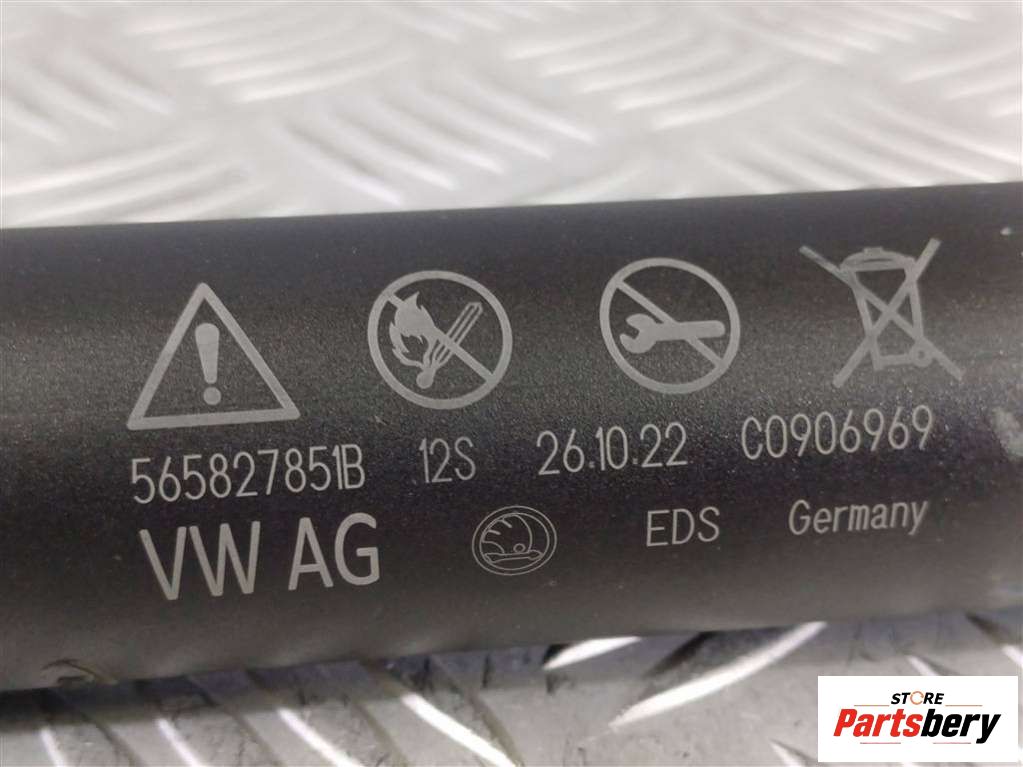 565827851B 12S 26.10.22 C0906969
VW AG EDS Germany
STORE
Partsbery